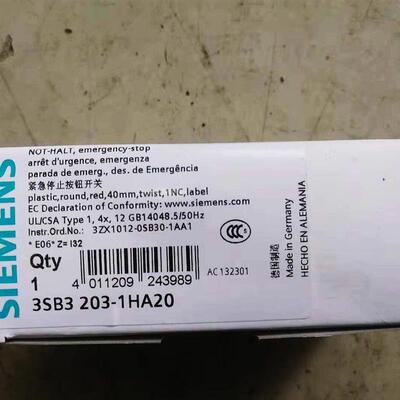 SIEMENS
NOT-HALT, emergency-stop
arrêt d'urgence, emergenza
parada de emerg., des. de Emergência
紧急停止按钮开关
plastic,round,red,40mm,twist,1NC,label
EC Declaration of Conformity: www.siemens.com
UL/CSA Type 1, 4x, 12 GB14048.5/50Hz
Instr.Ord.No.: 3ZX1012-0SB30-1AA1
* E06* Z= I32
Qty
1
4 011209 243989
CCC
AC 132301
3SB3 203-1HA20
德国制造
Made in Germany
HECHO EN ALEMANIA